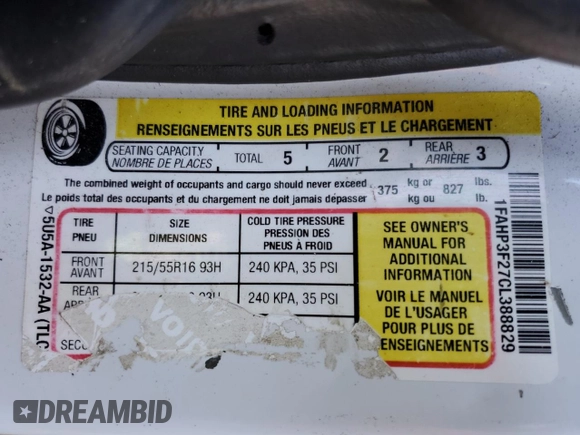 TIRE AND LOADING INFORMATION
RENSEIGNEMENTS SUR LES PNEUS ET LE CHARGEMENT
SEATING CAPACITY
NOMBRE DE PLACES
TOTAL 5
FRONT
AVANT
2
REAR
ARRIÈRE
3
The combined weight of occupants and cargo should never exceed
Le poids total des occupants et du chargement ne doit jamais dépasser
375 kg or 827 lbs.
kg ou lb.
TIRE
PNEU
SIZE
DIMENSIONS
COLD TIRE PRESSURE
PRESSION DES
PNEUS À FROID
FRONT
AVANT
215/55R16 93H
240 KPA, 35 PSI
REAR
240 KPA, 35 PSI
VOID
SEE OWNER'S
MANUAL FOR
ADDITIONAL
INFORMATION
VOIR LE MANUEL
DE L'USAGER
POUR PLUS DE
RENSEIGNEMENTS
5U5A-1532-AA
1FAHP3F27CL388829
DREAMBID